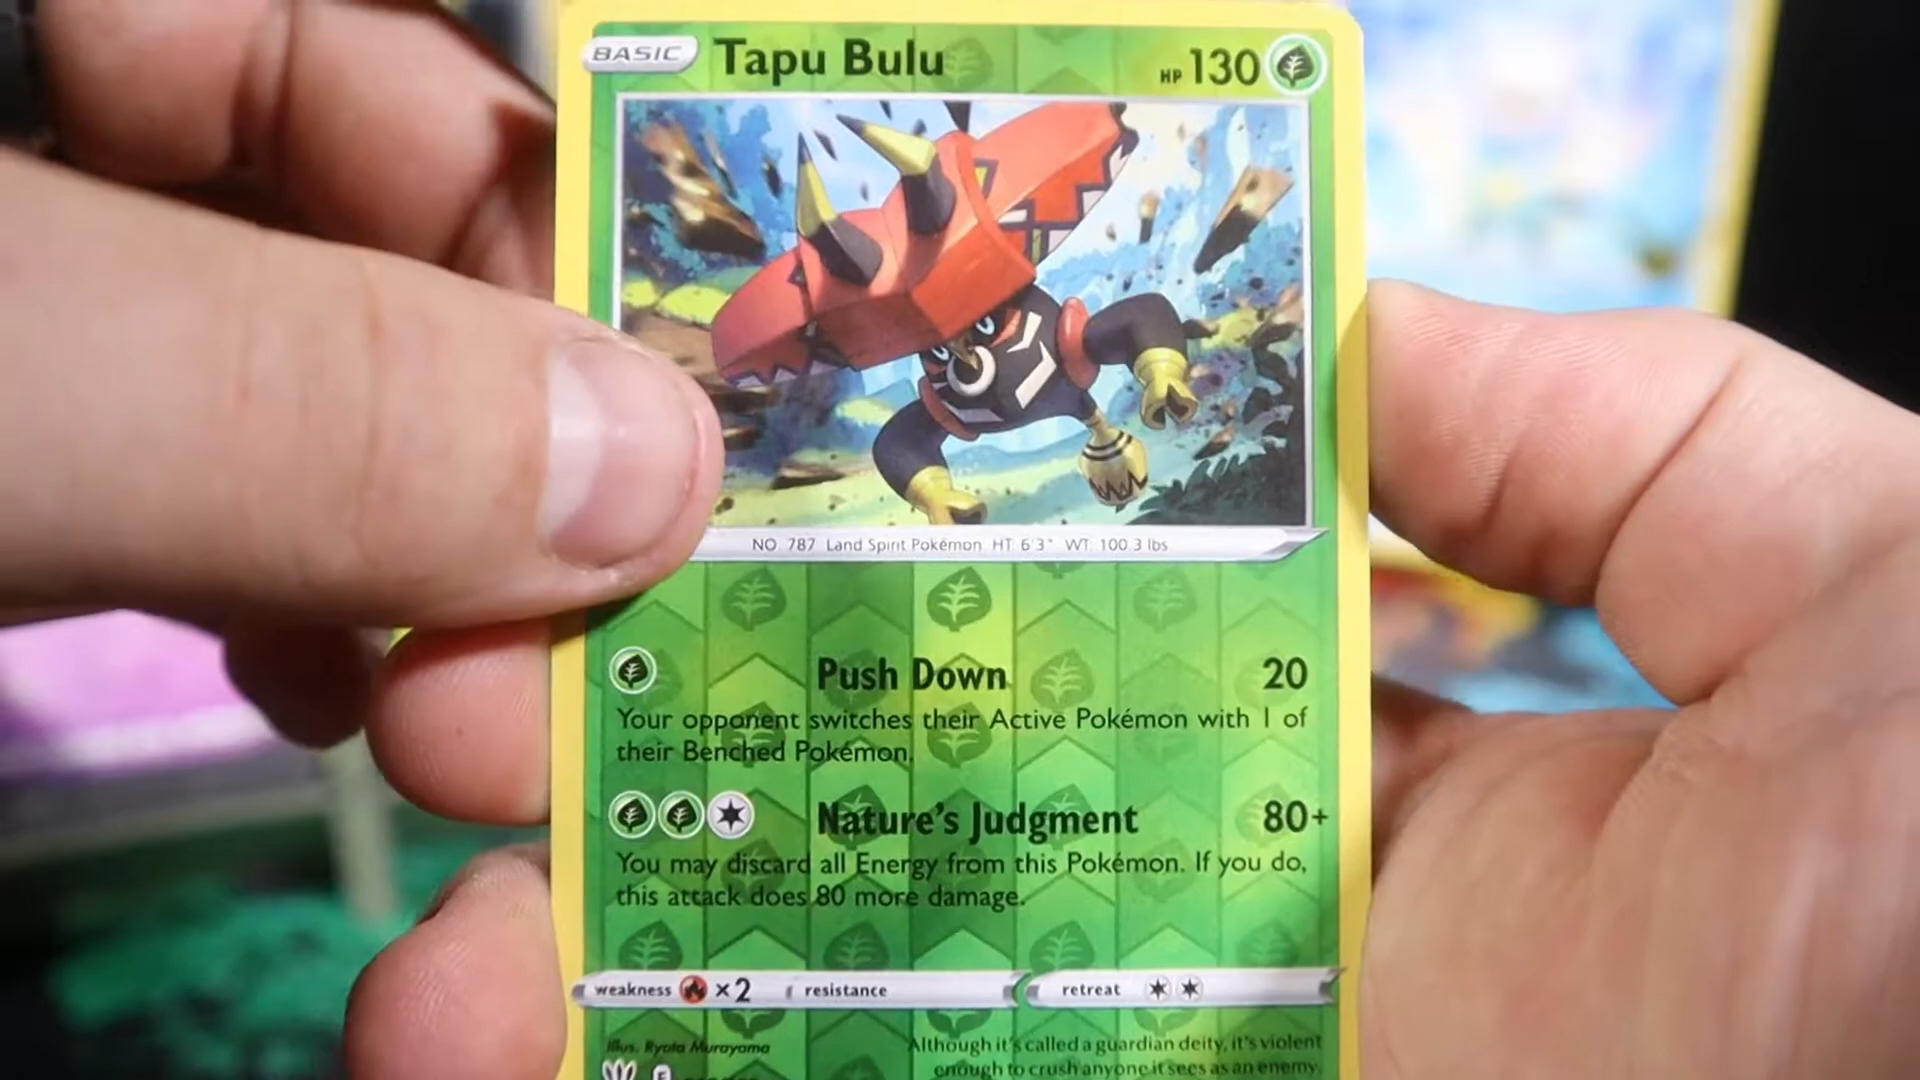 BASIC Tapu Bulu HP 130
NO. 787 Land Spirit Pokémon HT: 6'3" WT: 100.3 lbs
Push Down 20
Your opponent switches their Active Pokémon with 1 of
their Benched Pokémon.
Nature's Judgment 80+
You may discard all Energy from this Pokémon. If you do,
this attack does 80 more damage.
weakness ×2 resistance retreat
Illus. Ryota Murayama
Although it's called a guardian deity, it's violent
enough to crush anyone it sees as an enemy.